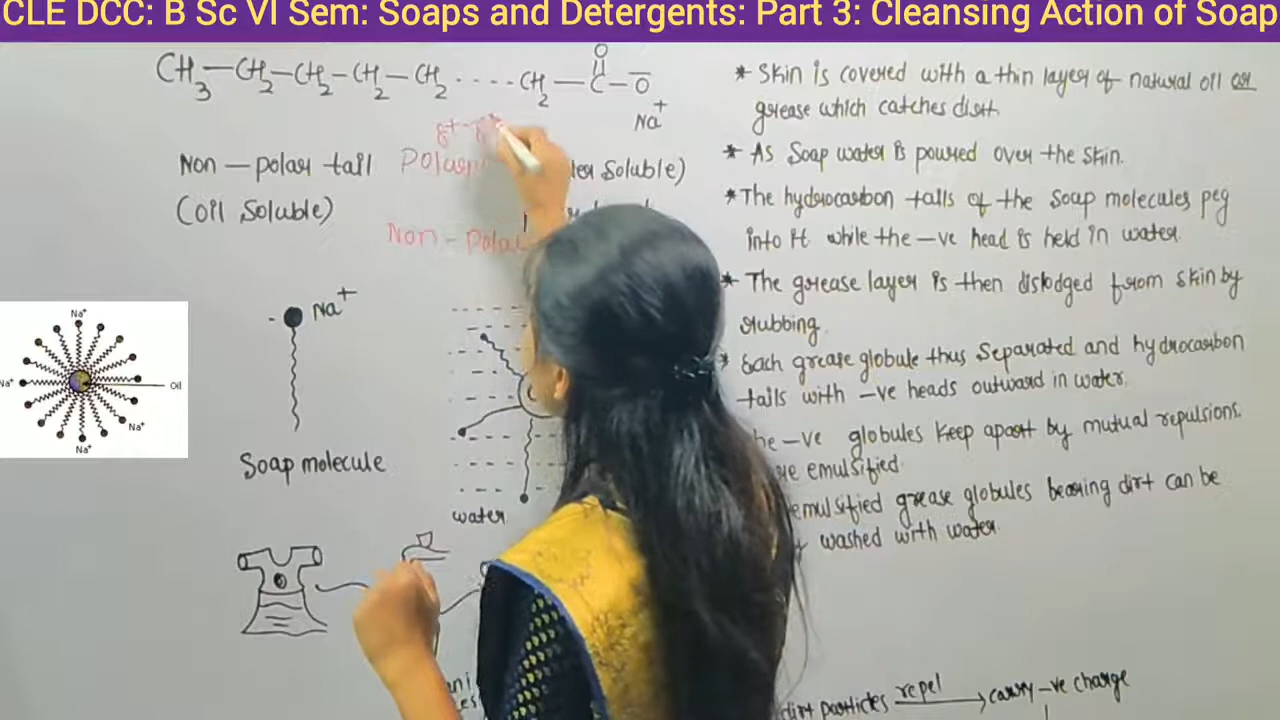 CLE DCC: B Sc VI Sem: Soaps and Detergents: Part 3: Cleansing Action of Soap
CH3—CH2—CH2—CH2—CH2----CH2—C—O−
O
Na+
δ+
Non-polar tail
(Oil Soluble)
Polar
Soluble)
Non-Polar
Na+
Soap molecule
water
Na+
Na+
Oil
Na+
Na+
* Skin is covered with a thin layer of natural oil or
grease which catches dirt.
* As Soap water is poured over the skin.
* The hydrocarbon tails of the Soap molecules peg
into it while the -ve head is held in water.
* The grease layer is then dislodged from skin by
rubbing.
* Each grease globule thus Separated and hydrocarbon
tails with -ve heads outward in water.
-ve globules Keep apart by mutual repulsions.
emulsified.
emulsified grease globules bearing dirt can be
washed with water.
dirt particles repel carry -ve charge